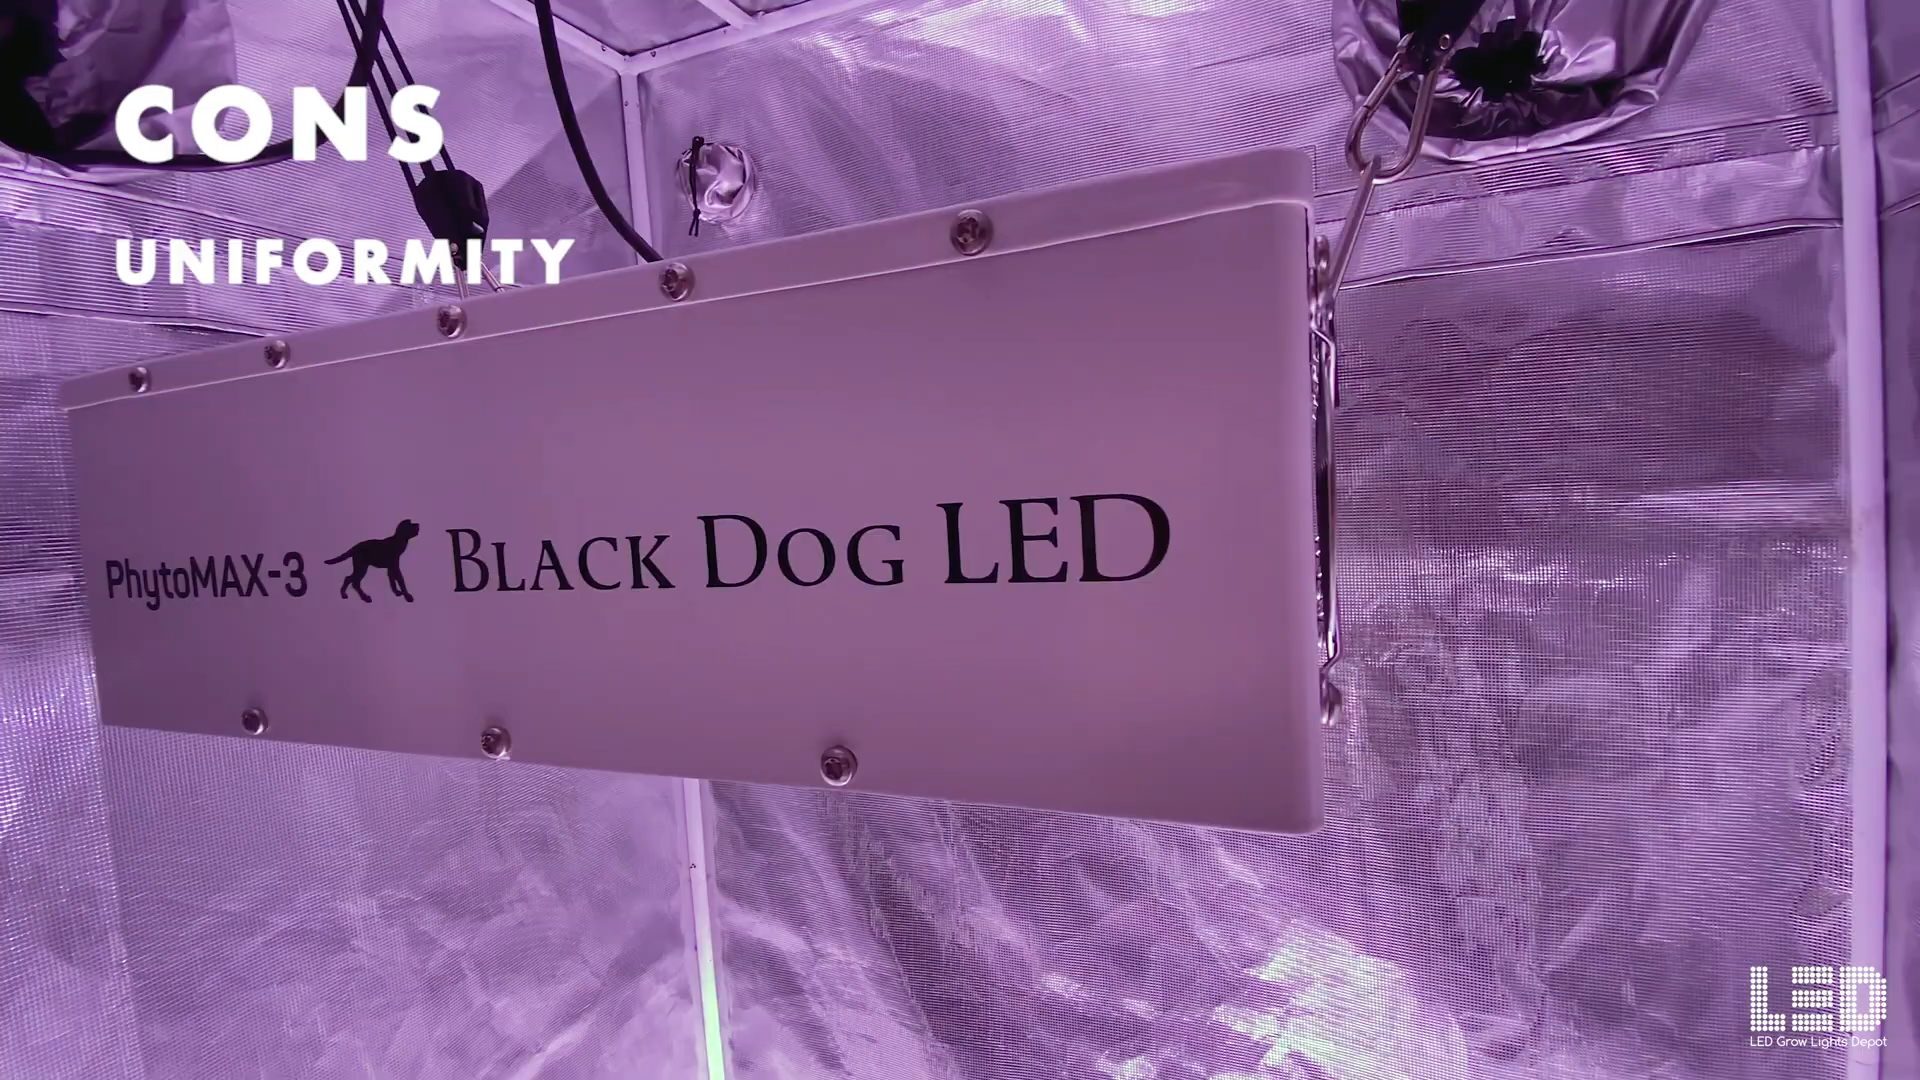 CONS
UNIFORMITY
PhytoMAX-3 BLACK DOG LED
LED
LED Grow Lights Depot